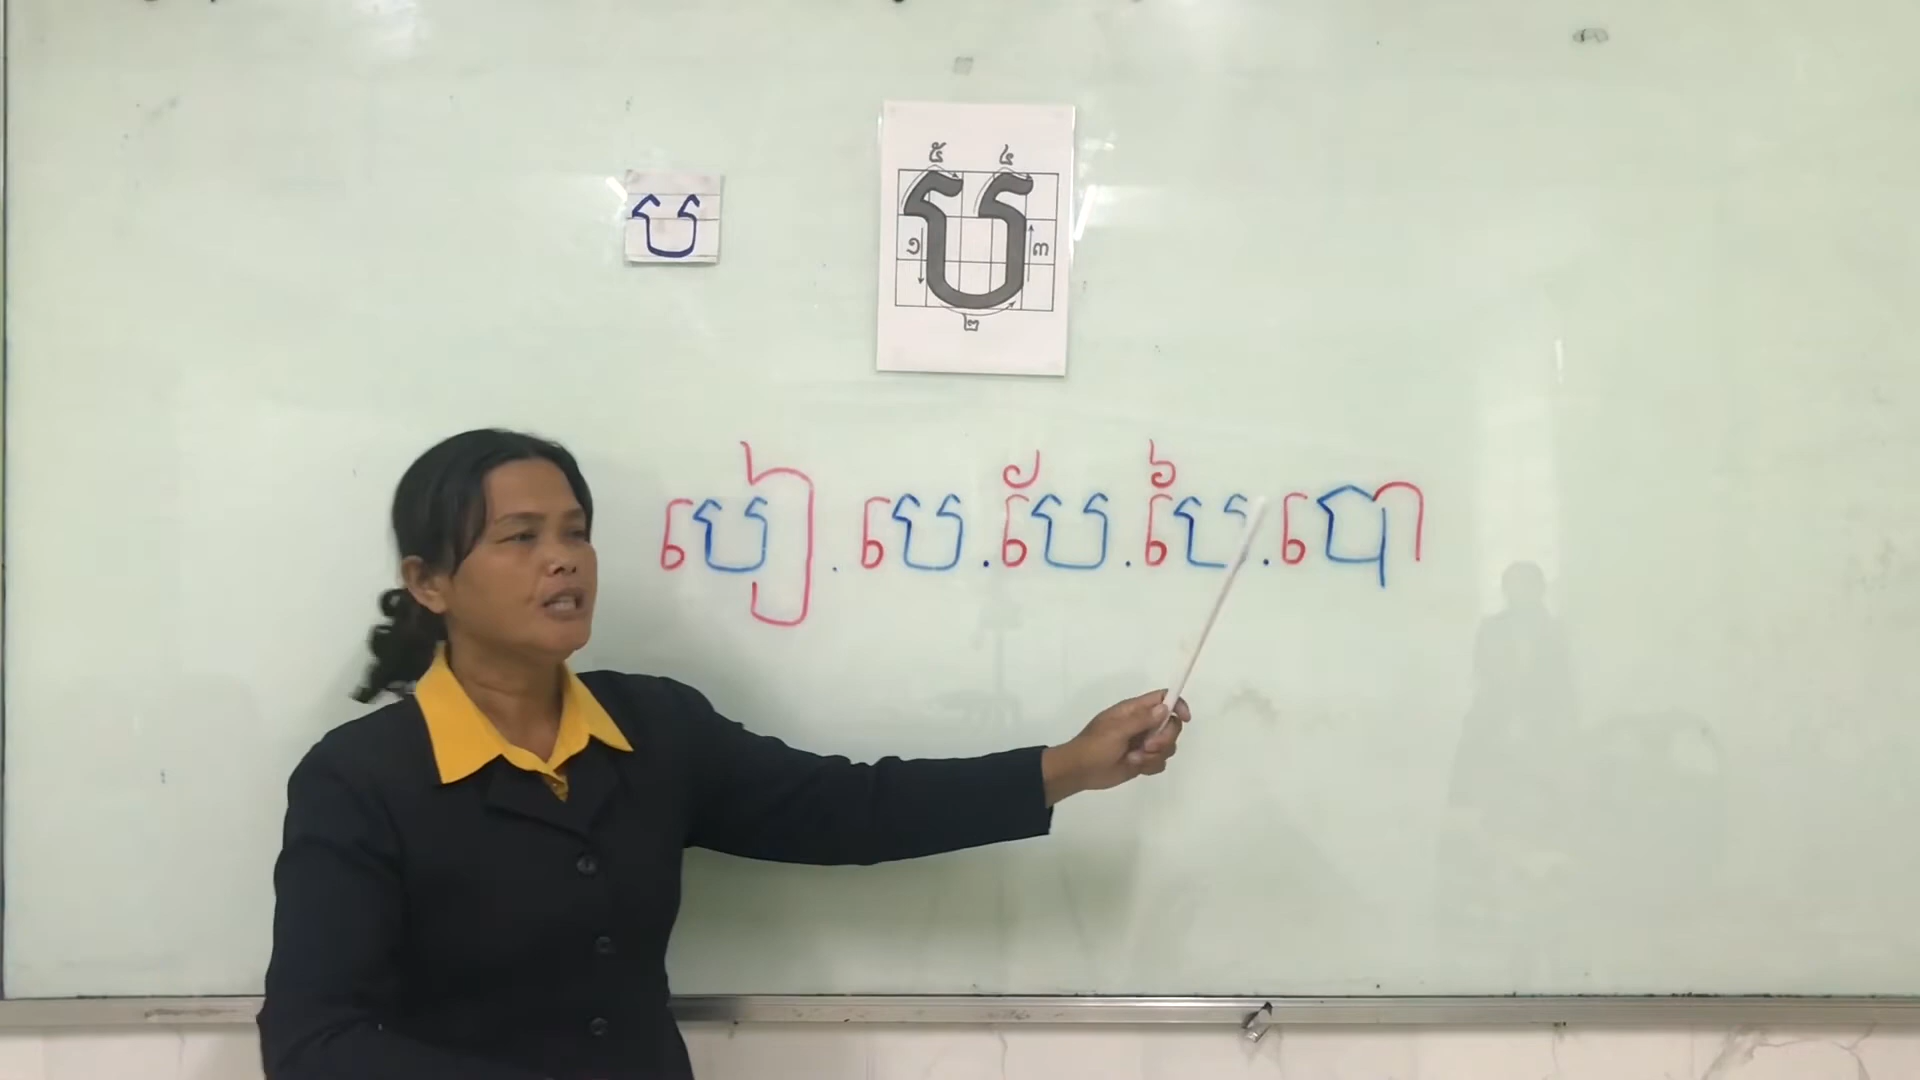 ប
ប
៥ ៤
១ ៣
២
បៀ . បេ . បែ . បៃ . បោ